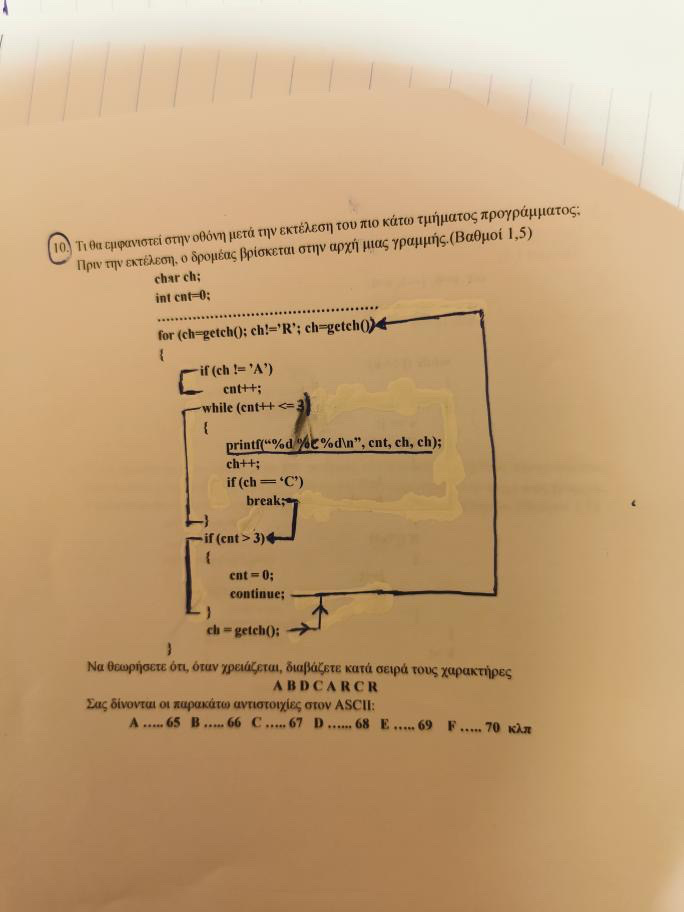 10. Τι θα εμφανιστεί στην οθόνη μετά την εκτέλεση του πιο κάτω τμήματος προγράμματος;
Πριν την εκτέλεση, ο δρομέας βρίσκεται στην αρχή μιας γραμμής.(Βαθμοί 1,5)
char ch;
int cnt=0;
..................................................
for (ch=getch(); ch!='R'; ch=getch())
{
if (ch != 'A')
cnt++;
while (cnt++ <= 3)
{
printf("%d %c %d\n", cnt, ch, ch);
ch++;
if (ch == 'C')
break;
}
if (cnt > 3)
{
cnt = 0;
continue;
}
ch = getch();
}
Να θεωρήσετε ότι, όταν χρειάζεται, διαβάζετε κατά σειρά τους χαρακτήρες
A B D C A R C R
Σας δίνονται οι παρακάτω αντιστοιχίες στον ASCII:
A ..... 65 B ..... 66 C ..... 67 D ...... 68 E ..... 69 F ..... 70 κλπ